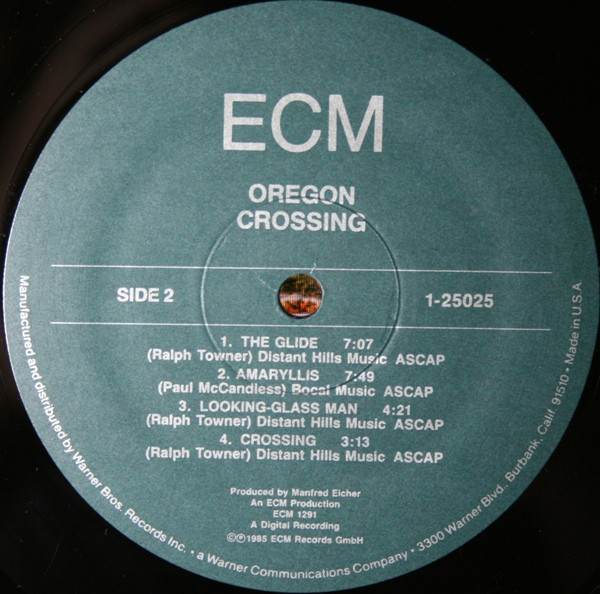 ECM
OREGON
CROSSING
SIDE 2
1-25025
1. THE GLIDE 7:07
(Ralph Towner) Distant Hills Music ASCAP
2. AMARYLLIS 7:49
(Paul McCandless) Bocal Music ASCAP
3. LOOKING-GLASS MAN 4:21
(Ralph Towner) Distant Hills Music ASCAP
4. CROSSING 3:13
(Ralph Towner) Distant Hills Music ASCAP
Produced by Manfred Eicher
An ECM Production
ECM 1291
A Digital Recording
©℗1985 ECM Records GmbH
Manufactured and distributed by Warner Bros. Records Inc. • a Warner Communications Company • 3300 Warner Blvd., Burbank, Calif. 91510 • Made in U.S.A.